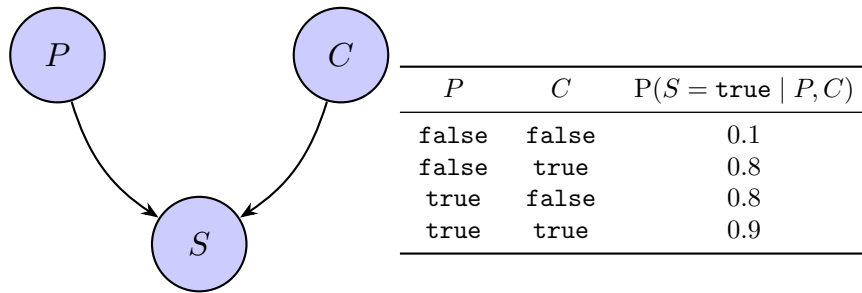 P
C
S
P C P(S = true | P, C)
false false 0.1
false true 0.8
true false 0.8
true true 0.9